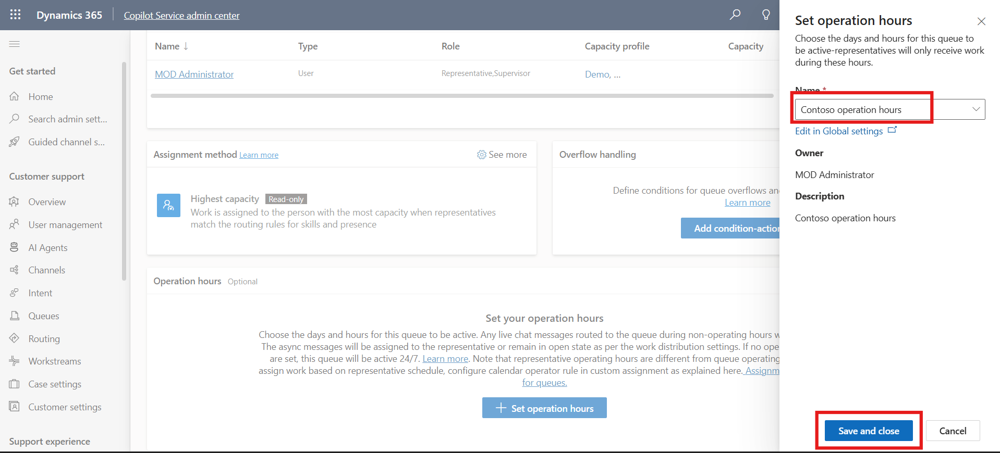 Dynamics 365
Copilot Service admin center
Get started
Home
Search admin sett...
Guided channel s...
Customer support
Overview
User management
AI Agents
Channels
Intent
Queues
Routing
Workstreams
Case settings
Customer settings
Support experience
Name ↓ Type Role Capacity profile Capacity
MOD Administrator User Representative,Supervisor Demo, ...
Assignment method Learn more
See more
Highest capacity Read-only
Work is assigned to the person with the most capacity when representatives
match the routing rules for skills and presence
Overflow handling
Define conditions for queue overflows an
Learn more
Add condition-action
Operation hours Optional
Set your operation hours
Choose the days and hours for this queue to be active. Any live chat messages routed to the queue during non-operating hours w
The async messages will be assigned to the representative or remain in open state as per the work distribution settings. If no ope
are set, this queue will be active 24/7. Learn more. Note that representative operating hours are different from queue operating
assign work based on representative schedule, configure calendar operator rule in custom assignment as explained here. Assignm
for queues.
Set operation hours
Set operation hours
Choose the days and hours for this queue to
be active-representatives will only receive work
during these hours.
Name *
Contoso operation hours
Edit in Global settings
Owner
MOD Administrator
Description
Contoso operation hours
Save and close
Cancel